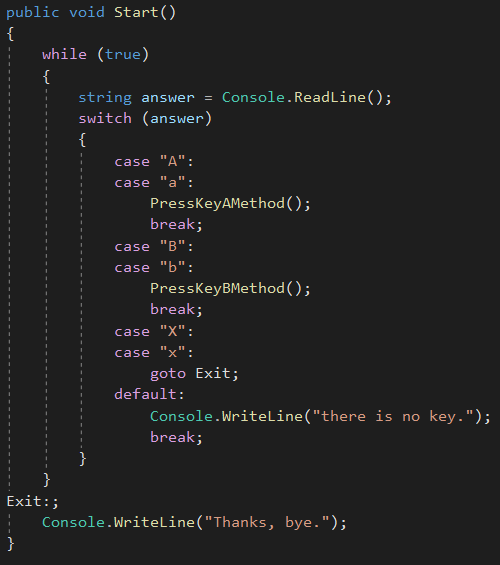 public void Start()
{
    while (true)
    {
        string answer = Console.ReadLine();
        switch (answer)
        {
            case "A":
            case "a":
                PressKeyAMethod();
                break;
            case "B":
            case "b":
                PressKeyBMethod();
                break;
            case "X":
            case "x":
                goto Exit;
            default:
                Console.WriteLine("there is no key.");
                break;
        }
    }
Exit:;
    Console.WriteLine("Thanks, bye.");
}